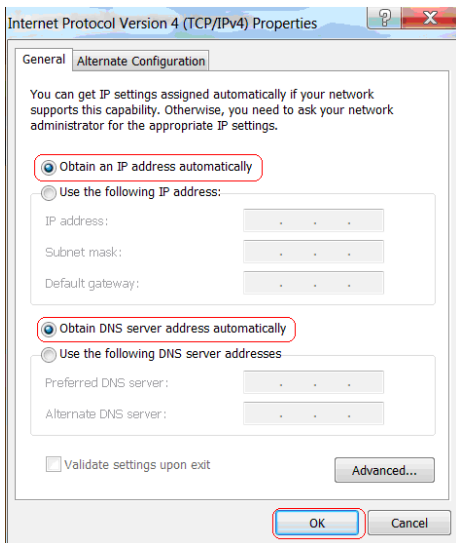 Internet Protocol Version 4 (TCP/IPv4) Properties
General
Alternate Configuration
You can get IP settings assigned automatically if your network
supports this capability. Otherwise, you need to ask your network
administrator for the appropriate IP settings.
Obtain an IP address automatically
Use the following IP address:
IP address:
Subnet mask:
Default gateway:
Obtain DNS server address automatically
Use the following DNS server addresses
Preferred DNS server:
Alternate DNS server:
Validate settings upon exit
Advanced...
OK
Cancel